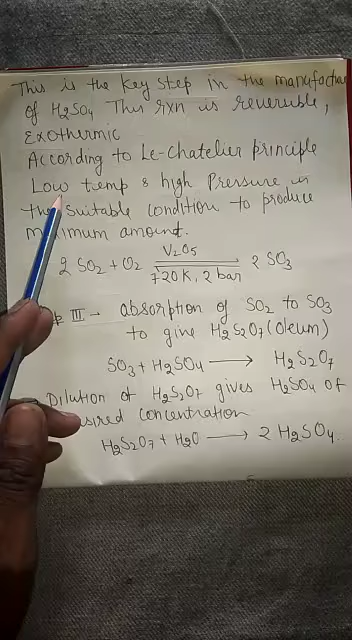 This is the key step in the manufactur
of H₂SO₄ This rxn is reversible,
Exothermic
According to Le-Chatelier principle
Low temp & high Pressure is
the suitable condition to produce
maximum amount.
2 SO₂ + O₂ V₂O₅ 720K, 2 bar → 2 SO₃
p III – absorption of SO₂ to SO₃
to give H₂S₂O₇ (Oleum)
SO₃ + H₂SO₄ → H₂S₂O₇
Dilution of H₂S₂O₇ gives H₂SO₄ of
sired concentration
H₂S₂O₇ + H₂O → 2 H₂SO₄.